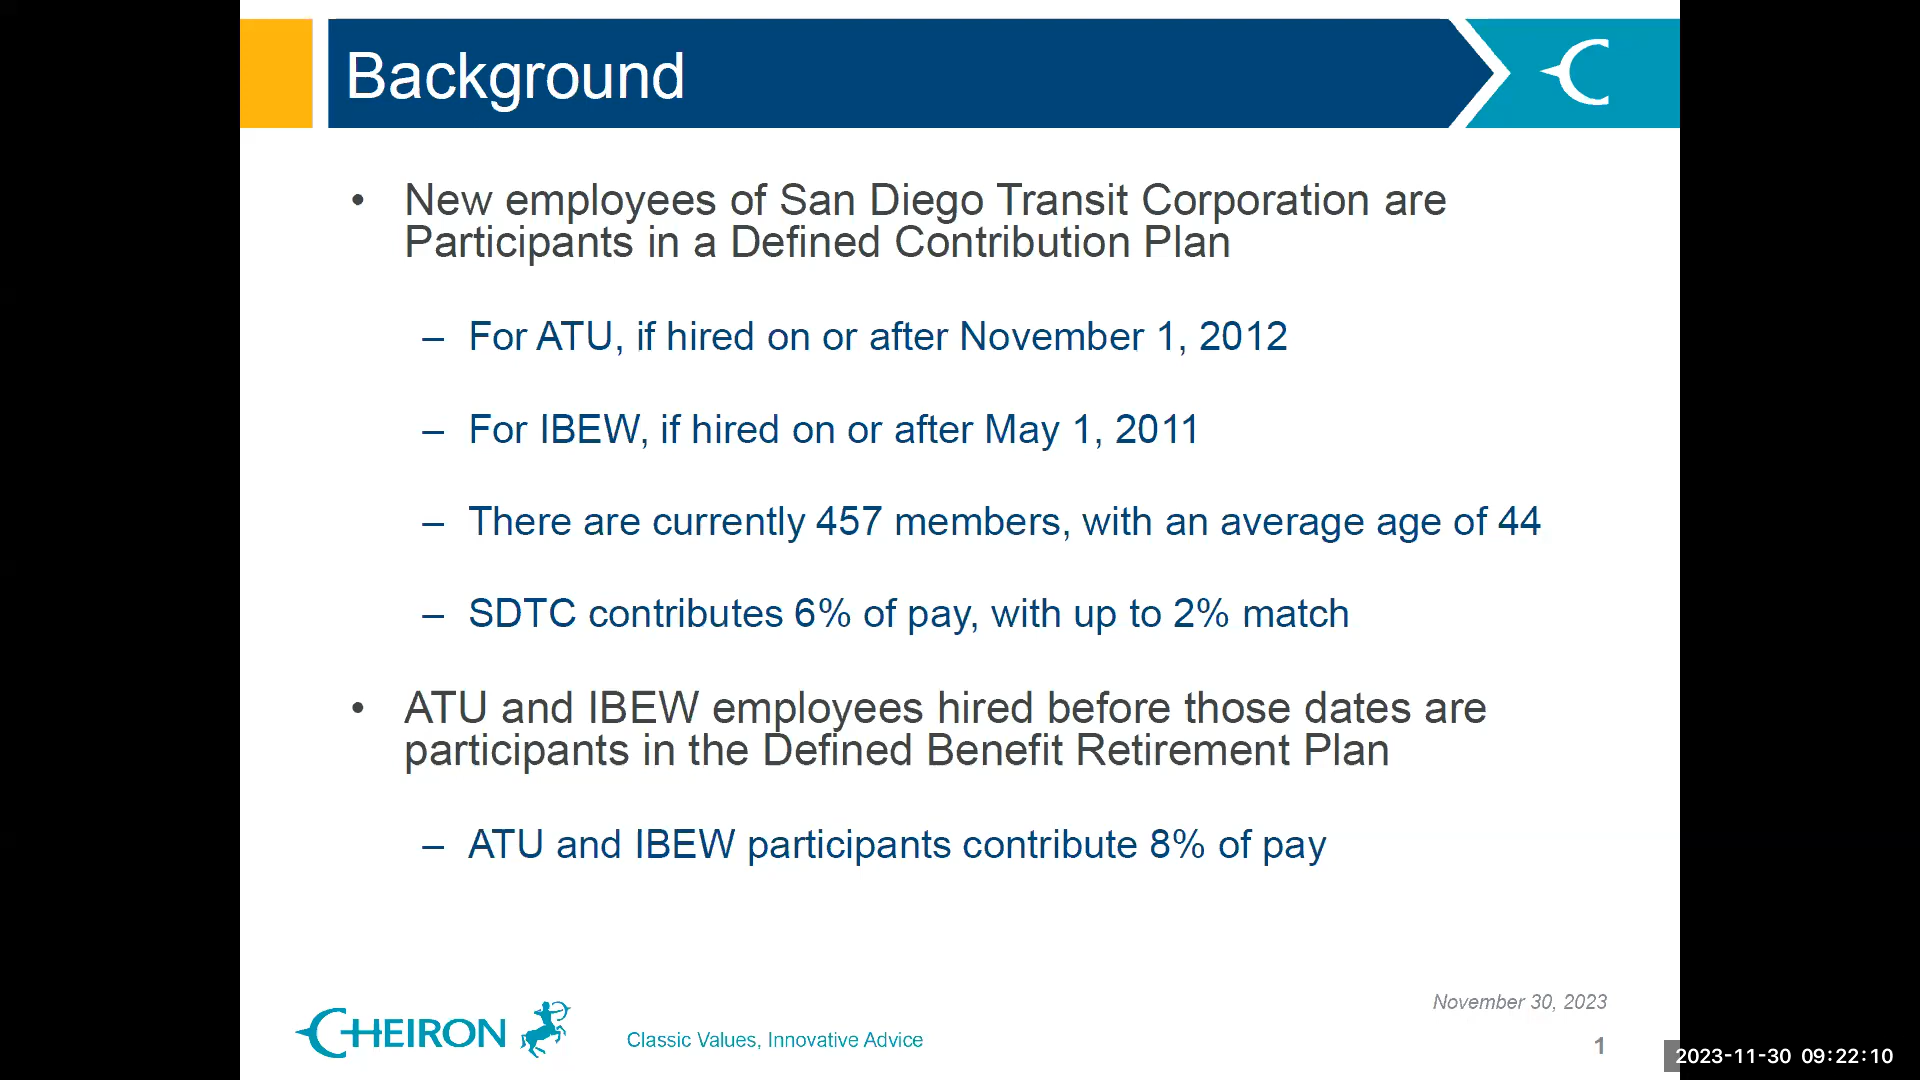 Background
• New employees of San Diego Transit Corporation are
Participants in a Defined Contribution Plan
– For ATU, if hired on or after November 1, 2012
– For IBEW, if hired on or after May 1, 2011
– There are currently 457 members, with an average age of 44
– SDTC contributes 6% of pay, with up to 2% match
• ATU and IBEW employees hired before those dates are
participants in the Defined Benefit Retirement Plan
– ATU and IBEW participants contribute 8% of pay
November 30, 2023
CHEIRON
Classic Values, Innovative Advice
1
2023-11-30 09:22:10